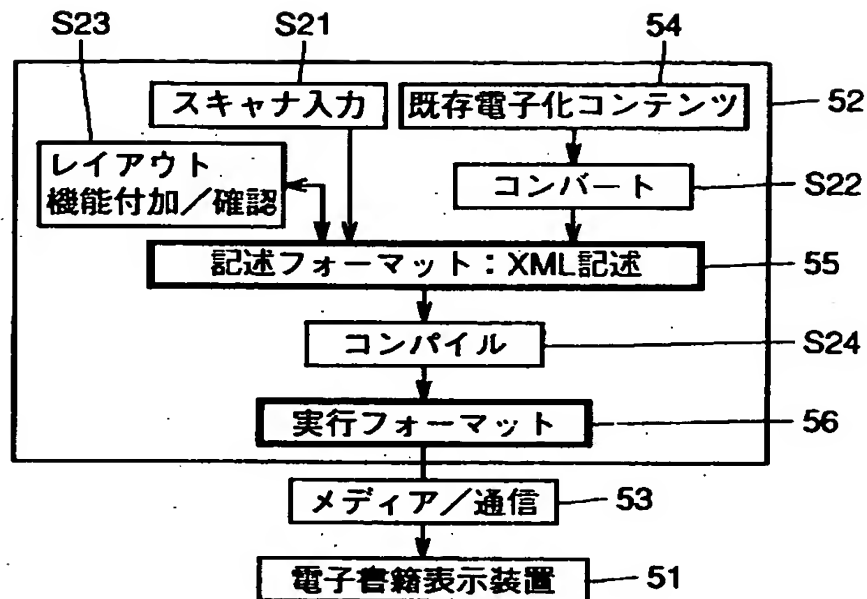 S23 S21 54
スキャナ入力 既存電子化コンテンツ 52
レイアウト
機能付加／確認
コンバート S22
記述フォーマット：XML記述 55
コンパイル S24
実行フォーマット 56
メディア／通信 53
電子書籍表示装置 51